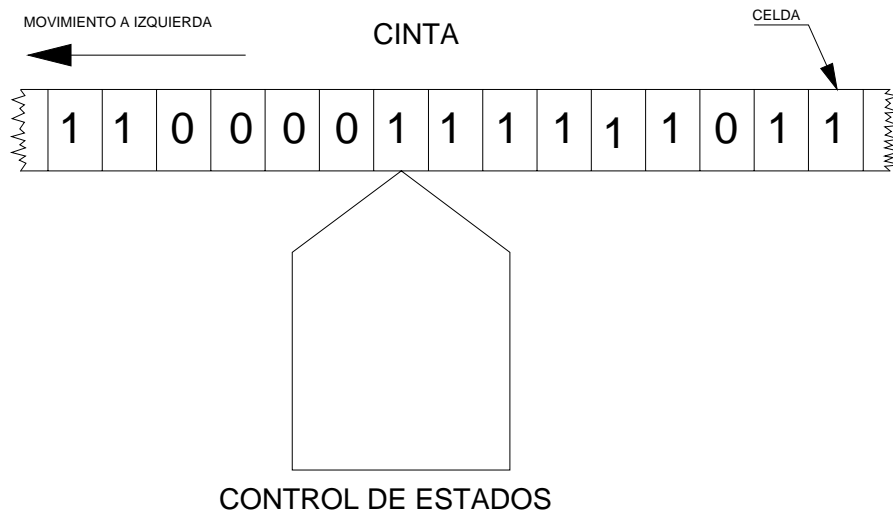 MOVIMIENTO A IZQUIERDA
CINTA
CELDA
1 1 0 0 0 0 1 1 1 1 1 1 0 1 1
CONTROL DE ESTADOS